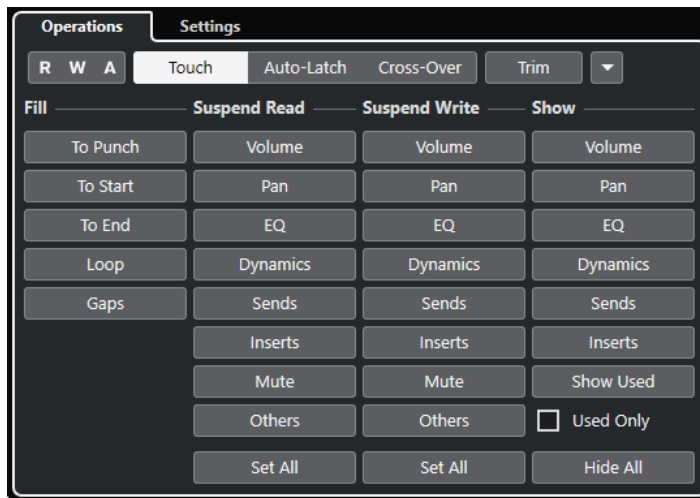 Operations Settings
R W A Touch Auto-Latch Cross-Over Trim
Fill Suspend Read Suspend Write Show
To Punch Volume Volume Volume
To Start Pan Pan Pan
To End EQ EQ EQ
Loop Dynamics Dynamics Dynamics
Gaps Sends Sends Sends
Inserts Inserts Inserts
Mute Mute Show Used
Others Others Used Only
Set All Set All Hide All